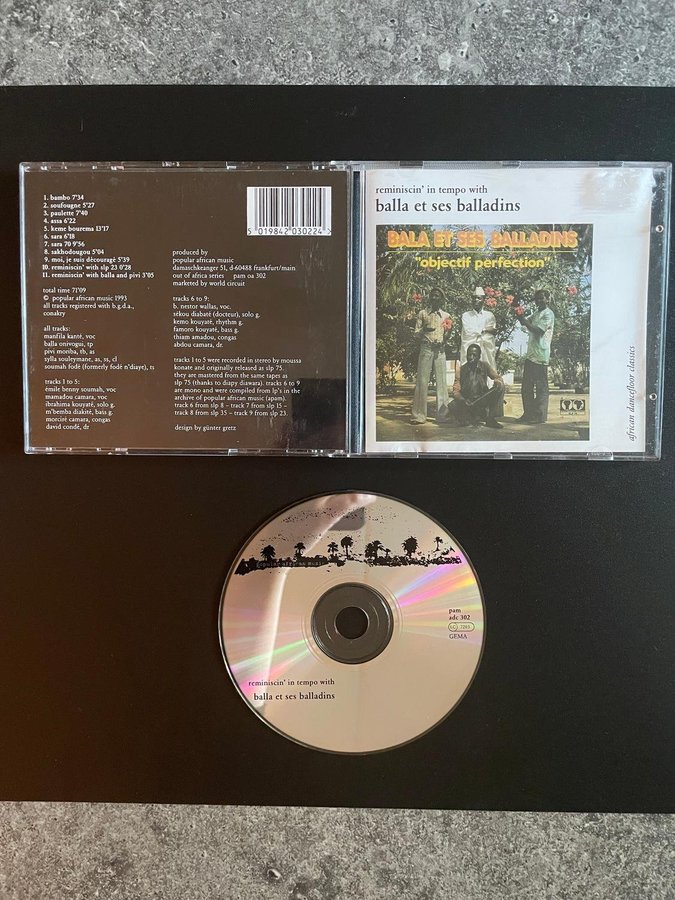 1. bambo 7'34
2. soufougne 5'27
3. paulette 7'40
4. assa 6'22
5. keme bourema 13'17
6. sara 6'18
7. sara 70 9'56
8. sakhodougou 5'04
9. moi, je suis découragé 5'39
10. reminiscin' with slp 23 0'28
11. reminiscin' with balla and pivi 3'05
total time 71'09
© popular african music 1993
all tracks registered with b.g.d.a.,
conakry
all tracks:
manfila kanté, voc
balla onivogui, tp
pivi moriba, tb, as
sylla souleymane, as, ss, cl
soumah fodé (formerly fodé n'diaye), ts
tracks 1 to 5:
émile benny soumah, voc
mamadou camara, voc
ibrahima kouyaté, solo g.
m'bemba diakité, bass g.
morciré camara, congas
david condé, dr
5 019842 030224
produced by
popular african music
damaschkeanger 51, d-60488 frankfurt/main
out of africa series pam oa 302
marketed by world circuit
tracks 6 to 9:
b. nestor wallas, voc.
sékou diabaté (docteur), solo g.
kemo kouyaté, rhythm g.
famoro kouyaté, bass g.
thiam amadou, congas
abdou camara, dr.
tracks 1 to 5 were recorded in stereo by moussa
konate and originally released as slp 75.
they are mastered from the same tapes as
slp 75 (thanks to diapy diawara). tracks 6 to 9
are mono and were compiled from lp's in the
archive of popular african music (apam).
track 6 from slp 8 – track 7 from slp 15 –
track 8 from slp 35 – track 9 from slp 23.
design by günter gretz
reminiscin' in tempo with
balla et ses balladins
BALA ET SES BALLADINS
"objectif perfection"
african dancefloor classics
popular african music
pam
adc 302
LC 7285
GEMA
reminiscin' in tempo with
balla et ses balladins